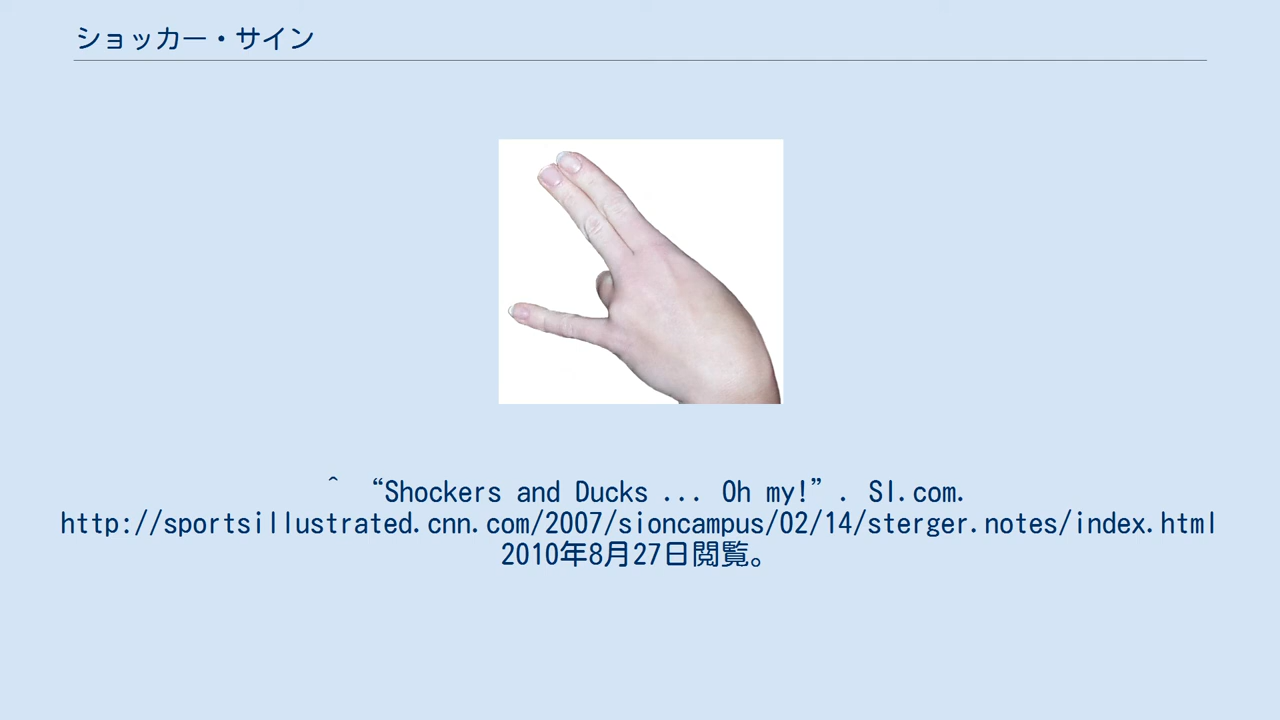 ショッカー・サイン
^ “Shockers and Ducks ... Oh my!”. SI.com.
http://sportsillustrated.cnn.com/2007/sioncampus/02/14/sterger.notes/index.html
2010年8月27日閲覧。